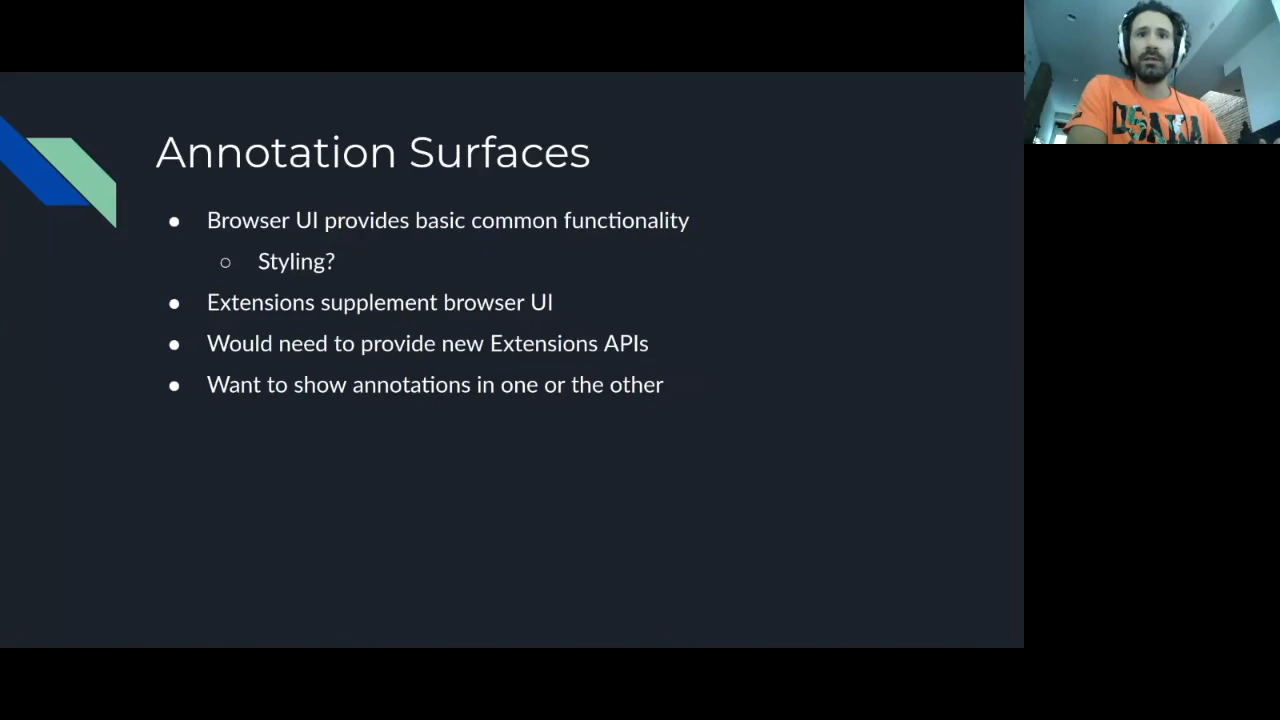 Annotation Surfaces
● Browser UI provides basic common functionality
○ Styling?
● Extensions supplement browser UI
● Would need to provide new Extensions APIs
● Want to show annotations in one or the other
OSAKA